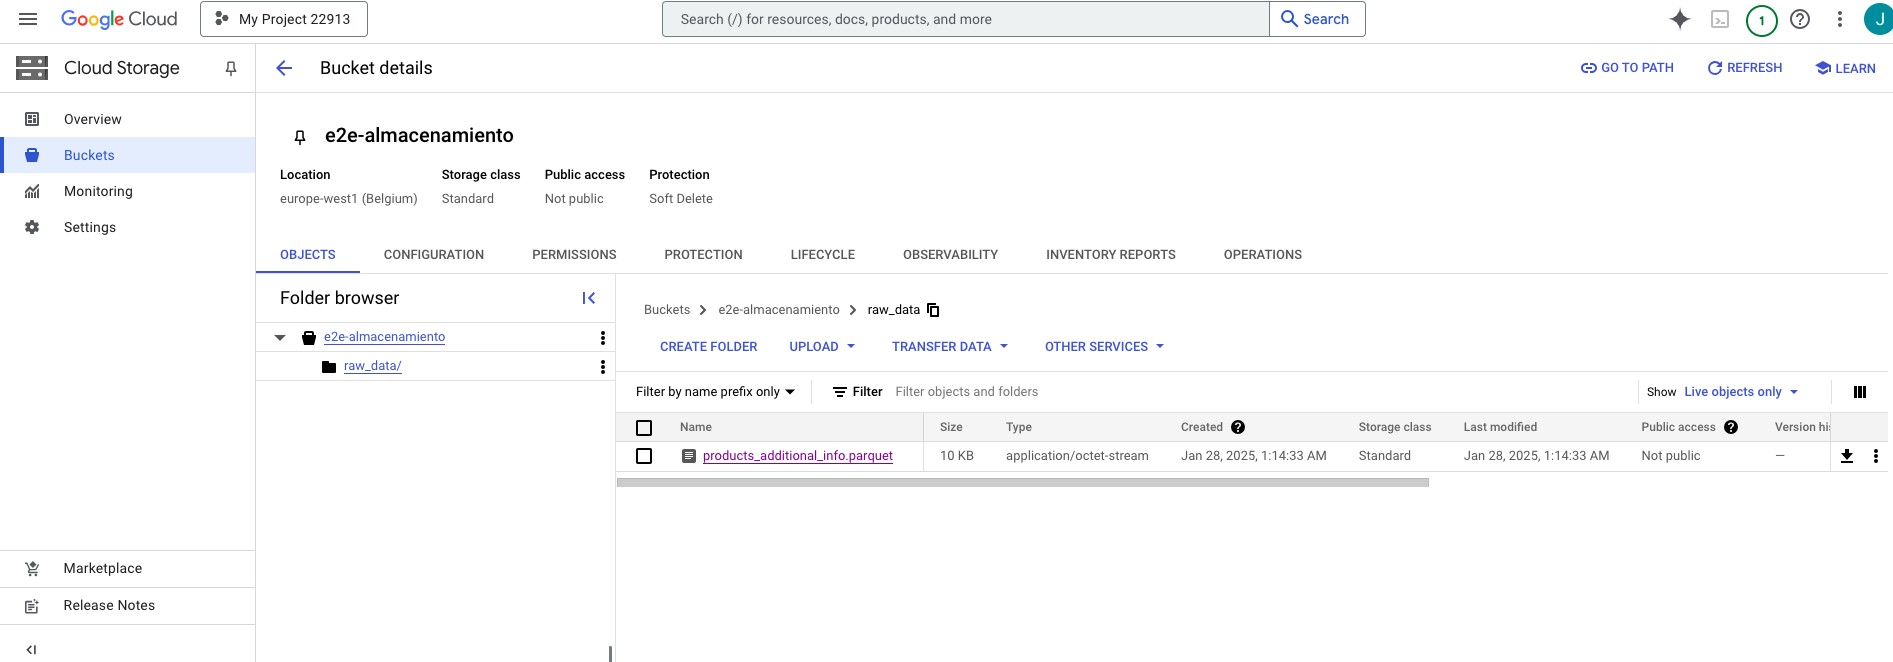 Google Cloud
My Project 22913
Search (/) for resources, docs, products, and more
Search
1
J
Cloud Storage
Bucket details
GO TO PATH
REFRESH
LEARN
Overview
Buckets
Monitoring
Settings
Marketplace
Release Notes
e2e-almacenamiento
Location Storage class Public access Protection
europe-west1 (Belgium) Standard Not public Soft Delete
OBJECTS CONFIGURATION PERMISSIONS PROTECTION LIFECYCLE OBSERVABILITY INVENTORY REPORTS OPERATIONS
Folder browser
e2e-almacenamiento
raw_data/
Buckets e2e-almacenamiento raw_data
CREATE FOLDER UPLOAD TRANSFER DATA OTHER SERVICES
Filter by name prefix only Filter Filter objects and folders Show Live objects only
Name Size Type Created Storage class Last modified Public access Version hi
products_additional_info.parquet 10 KB application/octet-stream Jan 28, 2025, 1:14:33 AM Standard Jan 28, 2025, 1:14:33 AM Not public —